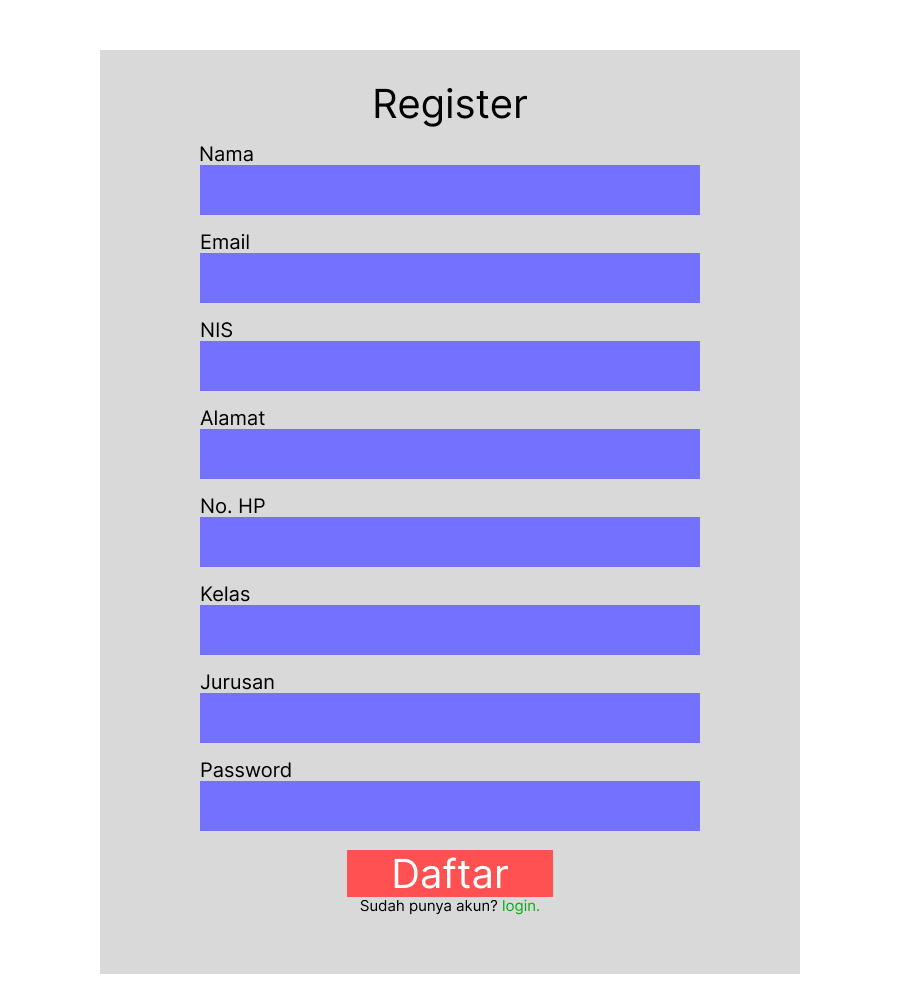 Register
Nama
Email
NIS
Alamat
No. HP
Kelas
Jurusan
Password
Daftar
Sudah punya akun? login.